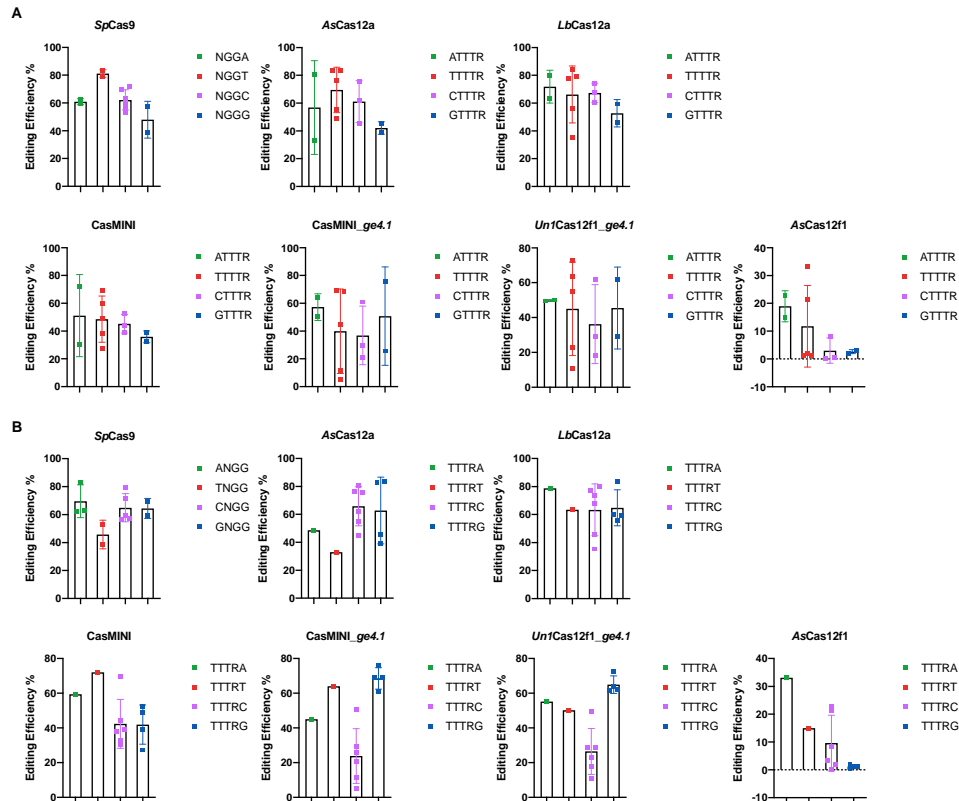 A
SpCas9
Editing Efficiency %
100
80
60
40
20
0
NGGA
NGGT
NGGC
NGGG
AsCas12a
Editing Efficiency %
100
80
60
40
20
0
ATTTR
TTTTR
CTTTR
GTTTR
LbCas12a
Editing Efficiency %
100
80
60
40
20
0
ATTTR
TTTTR
CTTTR
GTTTR
CasMINI
Editing Efficiency %
100
80
60
40
20
0
ATTTR
TTTTR
CTTTR
GTTTR
CasMINI_ge4.1
Editing Efficiency %
100
80
60
40
20
0
ATTTR
TTTTR
CTTTR
GTTTR
Un1Cas12f1_ge4.1
Editing Efficiency %
100
80
60
40
20
0
ATTTR
TTTTR
CTTTR
GTTTR
AsCas12f1
Editing Efficiency %
40
30
20
10
0
-10
ATTTR
TTTTR
CTTTR
GTTTR
B
SpCas9
Editing Efficiency %
100
80
60
40
20
0
ANGG
TNGG
CNGG
GNGG
AsCas12a
Editing Efficiency %
100
80
60
40
20
0
TTTRA
TTTRT
TTTRC
TTTRG
LbCas12a
Editing Efficiency %
100
80
60
40
20
0
TTTRA
TTTRT
TTTRC
TTTRG
CasMINI
Editing Efficiency %
80
60
40
20
0
TTTRA
TTTRT
TTTRC
TTTRG
CasMINI_ge4.1
Editing Efficiency %
80
60
40
20
0
TTTRA
TTTRT
TTTRC
TTTRG
Un1Cas12f1_ge4.1
Editing Efficiency %
80
60
40
20
0
TTTRA
TTTRT
TTTRC
TTTRG
AsCas12f1
Editing Efficiency %
40
30
20
10
0
-10
TTTRA
TTTRT
TTTRC
TTTRG